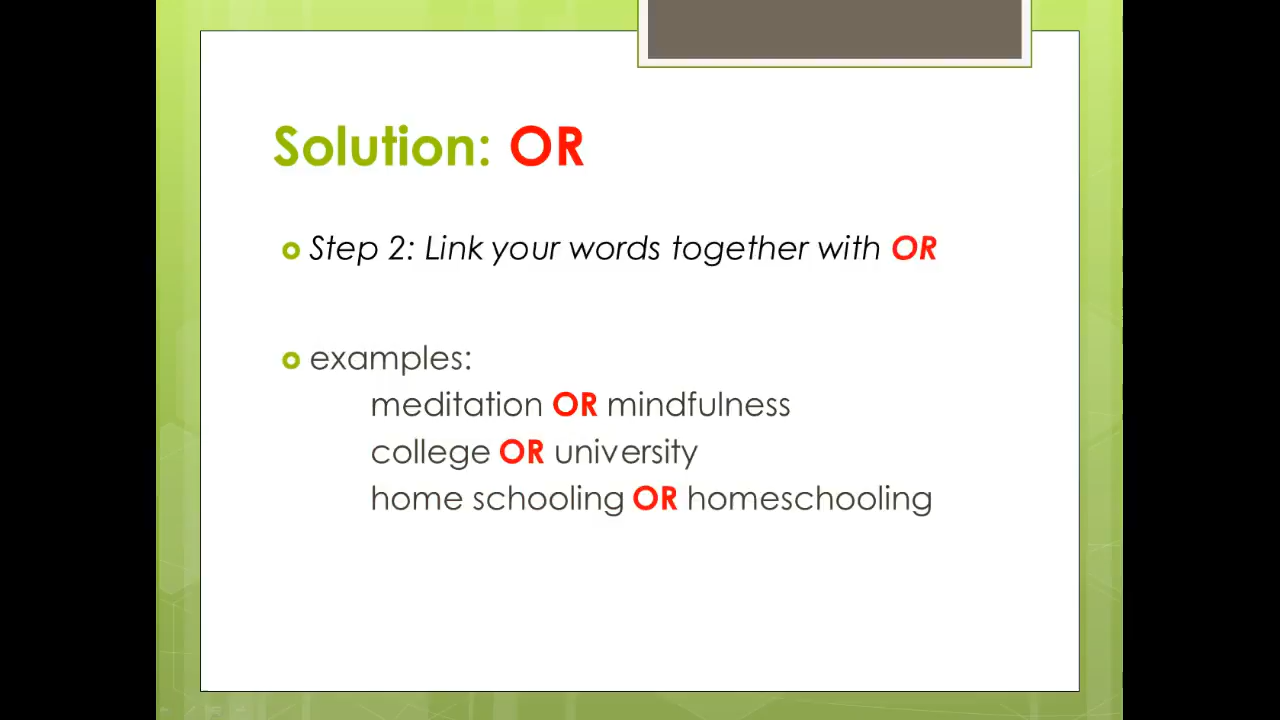 Solution: OR
Step 2: Link your words together with OR
examples:
meditation OR mindfulness
college OR university
home schooling OR homeschooling